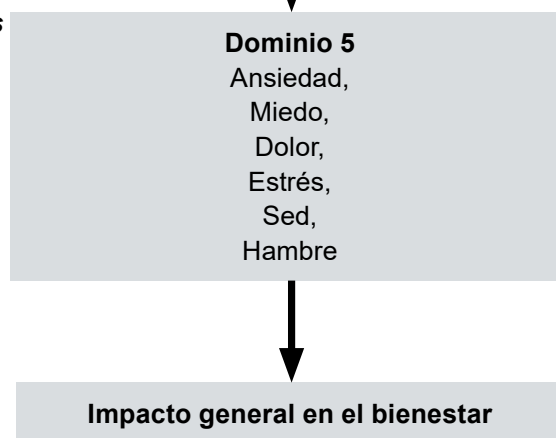 s
Dominio 5
Ansiedad,
Miedo,
Dolor,
Estrés,
Sed,
Hambre
Impacto general en el bienestar